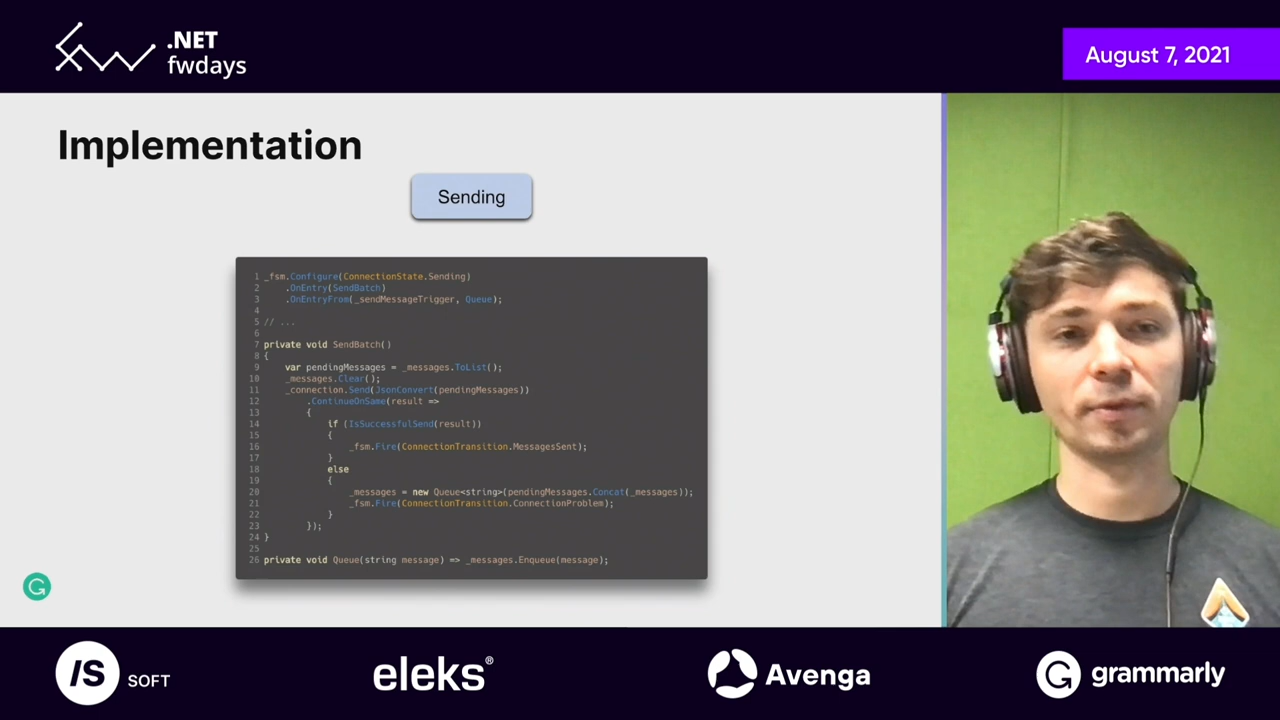 .NET
fwdays
August 7, 2021
Implementation
Sending
1 _fsm.Configure(ConnectionState.Sending)
2 .OnEntry(SendBatch)
3 .OnEntryFrom(_sendMessageTrigger, Queue);
4
5 // ...
6
7 private void SendBatch()
8 {
9 var pendingMessages = _messages.ToList();
10 _messages.Clear();
11 _connection.Send(JsonConvert(pendingMessages))
12 .ContinueOnSame(result =>
13 {
14 if (IsSuccessfulSend(result))
15 {
16 _fsm.Fire(ConnectionTransition.MessagesSent);
17 }
18 else
19 {
20 _messages = new Queue<string>(pendingMessages.Concat(_messages));
21 _fsm.Fire(ConnectionTransition.ConnectionProblem);
22 }
23 });
24 }
25
26 private void Queue(string message) => _messages.Enqueue(message);
IS SOFT
eleks®
Avenga
grammarly